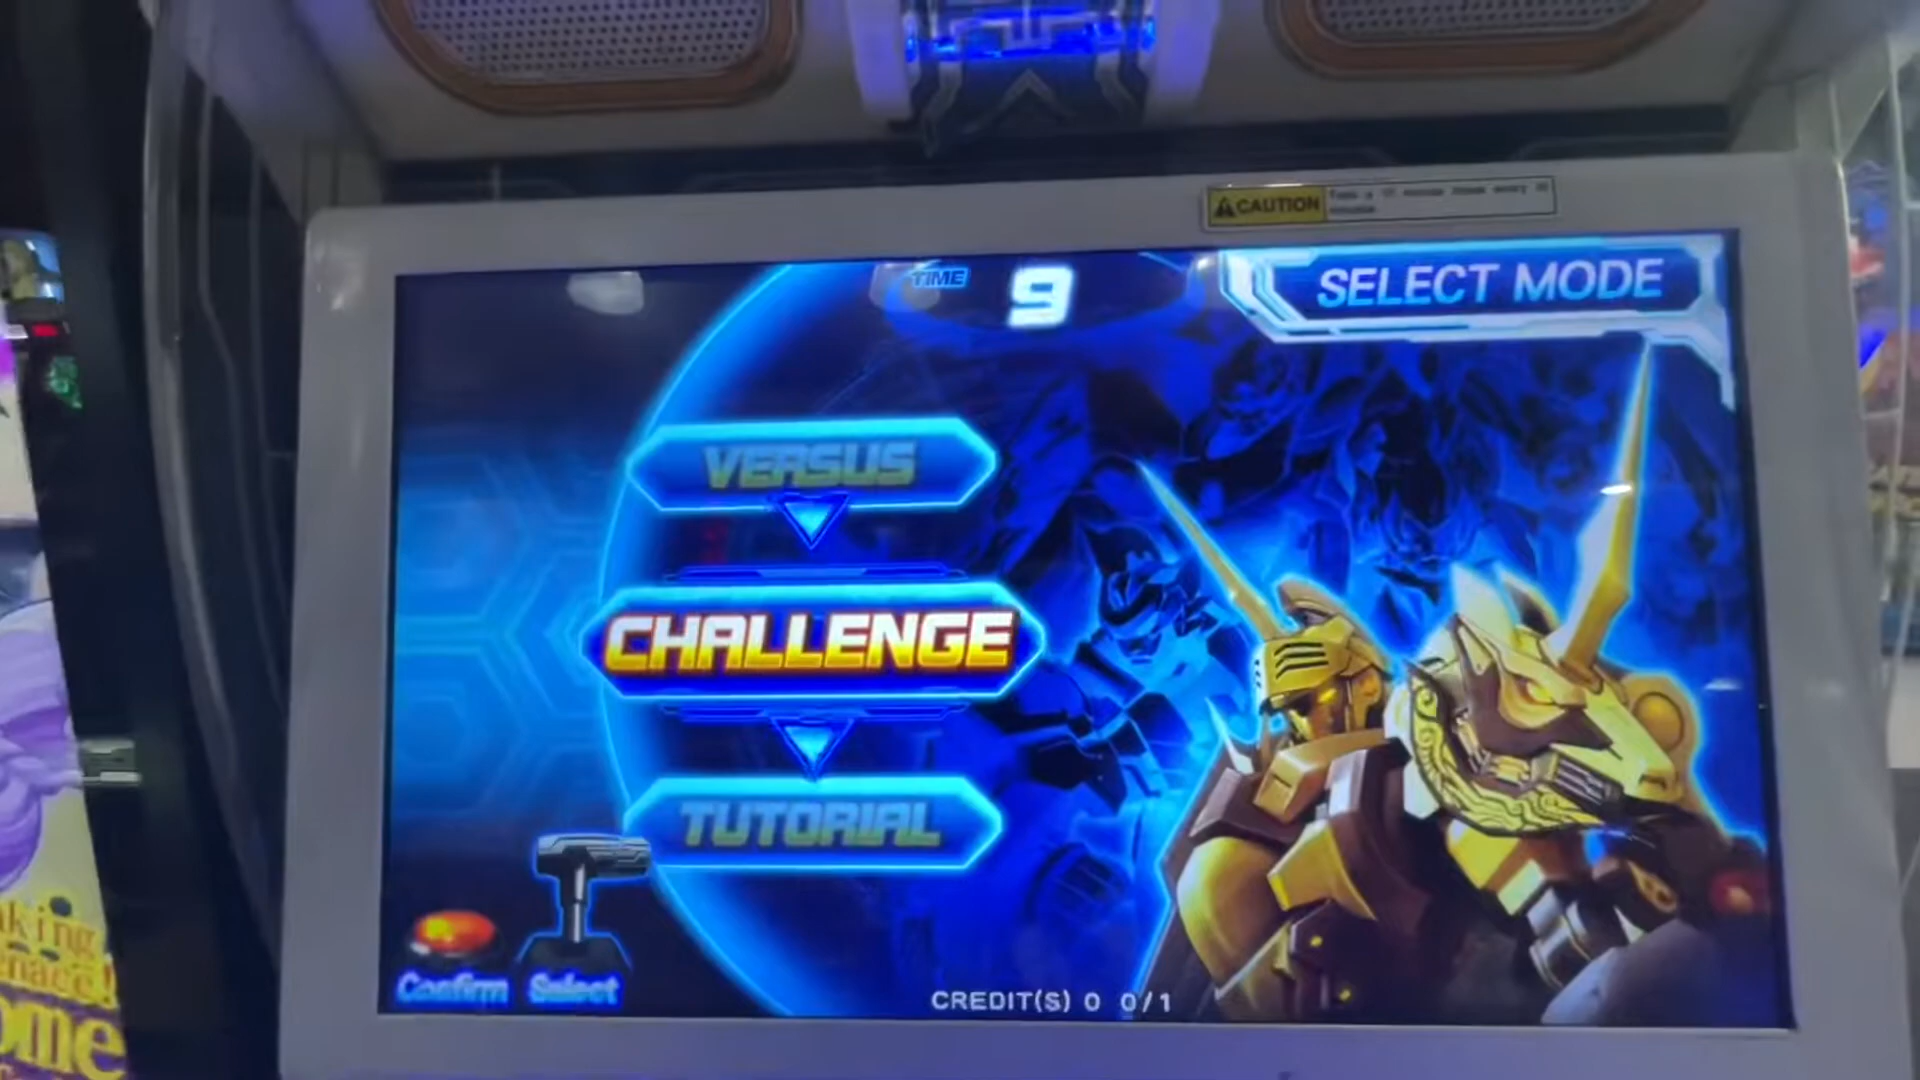 CAUTION
TIME 9
SELECT MODE
VERSUS
CHALLENGE
TUTORIAL
Confirm Select
CREDIT(S) 0 0/1